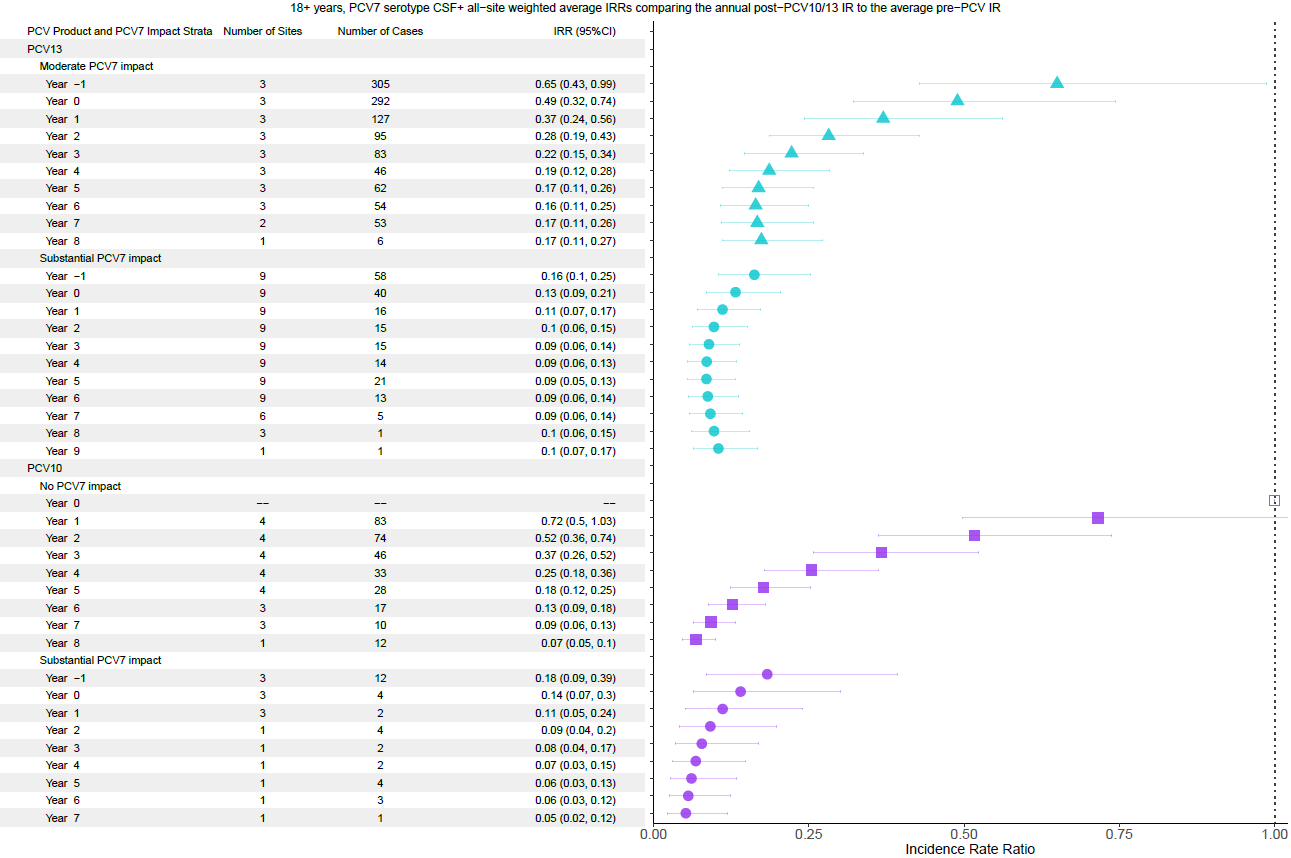 18+ years, PCV7 serotype CSF+ all−site weighted average IRRs comparing the annual post−PCV10/13 IR to the average pre−PCV IR
PCV Product and PCV7 Impact Strata Number of Sites Number of Cases IRR (95%CI)
PCV13
Moderate PCV7 impact
Year −1 3 305 0.65 (0.43, 0.99)
Year 0 3 292 0.49 (0.32, 0.74)
Year 1 3 127 0.37 (0.24, 0.56)
Year 2 3 95 0.28 (0.19, 0.43)
Year 3 3 83 0.22 (0.15, 0.34)
Year 4 3 46 0.19 (0.12, 0.28)
Year 5 3 62 0.17 (0.11, 0.26)
Year 6 3 54 0.16 (0.11, 0.25)
Year 7 2 53 0.17 (0.11, 0.26)
Year 8 1 6 0.17 (0.11, 0.27)
Substantial PCV7 impact
Year −1 9 58 0.16 (0.1, 0.25)
Year 0 9 40 0.13 (0.09, 0.21)
Year 1 9 16 0.11 (0.07, 0.17)
Year 2 9 15 0.1 (0.06, 0.15)
Year 3 9 15 0.09 (0.06, 0.14)
Year 4 9 14 0.09 (0.06, 0.13)
Year 5 9 21 0.09 (0.05, 0.13)
Year 6 9 13 0.09 (0.06, 0.14)
Year 7 6 5 0.09 (0.06, 0.14)
Year 8 3 1 0.1 (0.06, 0.15)
Year 9 1 1 0.1 (0.07, 0.17)
PCV10
No PCV7 impact
Year 0 −− −− −−
Year 1 4 83 0.72 (0.5, 1.03)
Year 2 4 74 0.52 (0.36, 0.74)
Year 3 4 46 0.37 (0.26, 0.52)
Year 4 4 33 0.25 (0.18, 0.36)
Year 5 4 28 0.18 (0.12, 0.25)
Year 6 3 17 0.13 (0.09, 0.18)
Year 7 3 10 0.09 (0.06, 0.13)
Year 8 1 12 0.07 (0.05, 0.1)
Substantial PCV7 impact
Year −1 3 12 0.18 (0.09, 0.39)
Year 0 3 4 0.14 (0.07, 0.3)
Year 1 3 2 0.11 (0.05, 0.24)
Year 2 1 4 0.09 (0.04, 0.2)
Year 3 1 2 0.08 (0.04, 0.17)
Year 4 1 2 0.07 (0.03, 0.15)
Year 5 1 4 0.06 (0.03, 0.13)
Year 6 1 3 0.06 (0.03, 0.12)
Year 7 1 1 0.05 (0.02, 0.12)
0.00 0.25 0.50 0.75 1.00
Incidence Rate Ratio